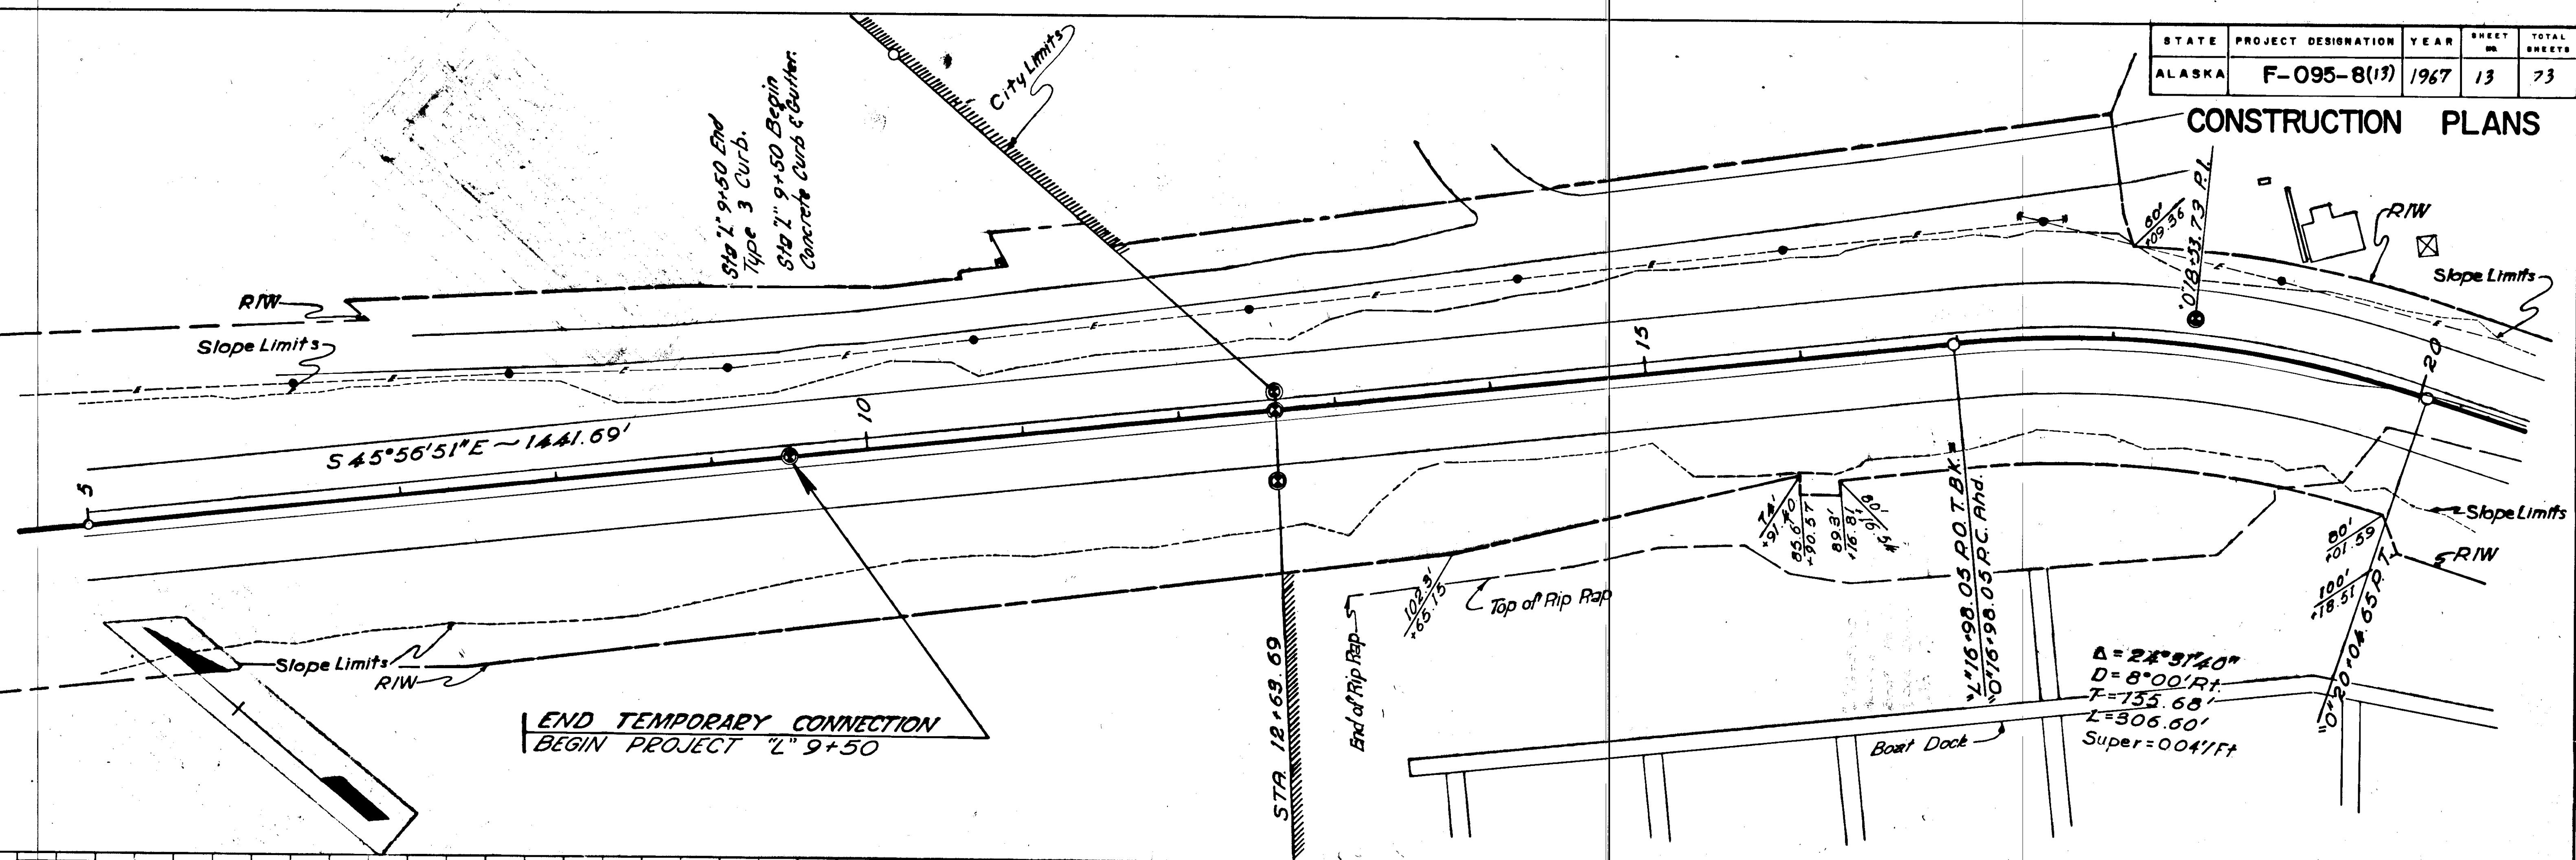 STATE PROJECT DESIGNATION YEAR SHEET NO. TOTAL SHEETS
ALASKA F-095-8(13) 1967 13 73
CONSTRUCTION PLANS
City Limits
Sta "L" 9+50 End
Type 3 Curb.
Sta "L" 9+50 Begin
Concrete Curb & Gutter.
R/W
Slope Limits
S 45°56'51"E ~ 1441.69'
5
10
15
20
80'
+09.36
"O"18+53.73 P.I.
R/W
Slope Limits
Slope Limits
R/W
END TEMPORARY CONNECTION
BEGIN PROJECT "L" 9+50
STA. 12+63.69
End of Rip Rap
102.3'
+65.15
Top of Rip Rap
+91.40
85.6'
+90.57
89.3'
+16.81
80'
"L"16+98.05 P.O.T. BK.=
"O"16+98.05 P.C. Ahd.
Boat Dock
Δ = 24°31'40"
D = 8°00' Rt.
T = 155.68'
L = 306.60'
Super = 0.04'/Ft
80'
+01.59
100'
+18.51
"O"20+04.65 P.T.
Slope Limits
R/W